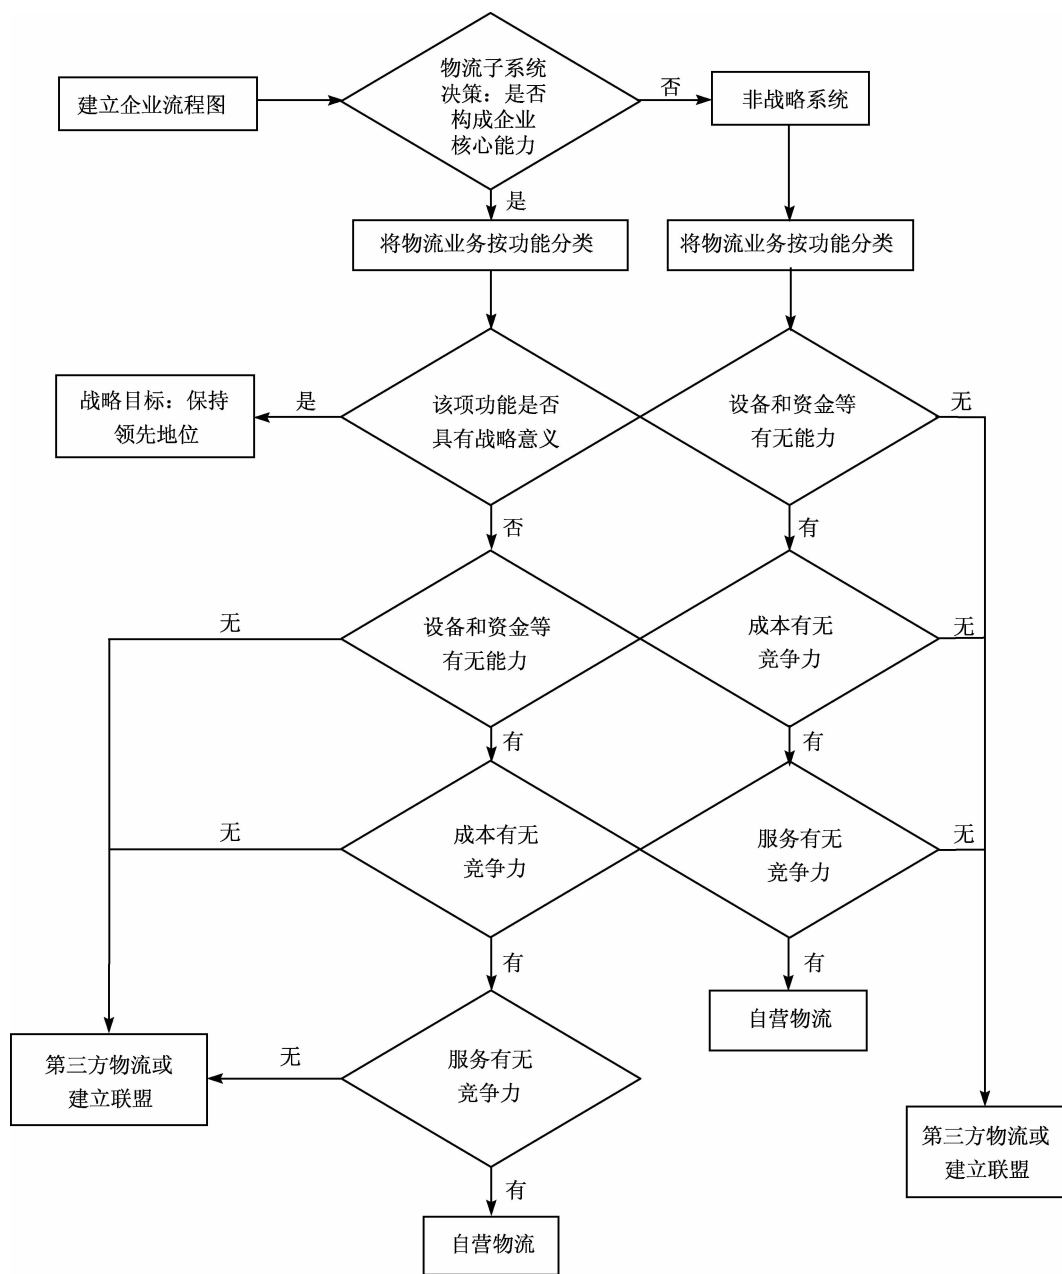 建立企业流程图
物流子系统
决策：是否
构成企业
核心能力
否
非战略系统
是
将物流业务按功能分类
将物流业务按功能分类
战略目标：保持
领先地位
是
该项功能是否
具有战略意义
设备和资金等
有无能力
无
否
有
无
设备和资金等
有无能力
成本有无
竞争力
无
有
有
无
成本有无
竞争力
服务有无
竞争力
无
有
有
自营物流
第三方物流或
建立联盟
无
服务有无
竞争力
第三方物流或
建立联盟
有
自营物流